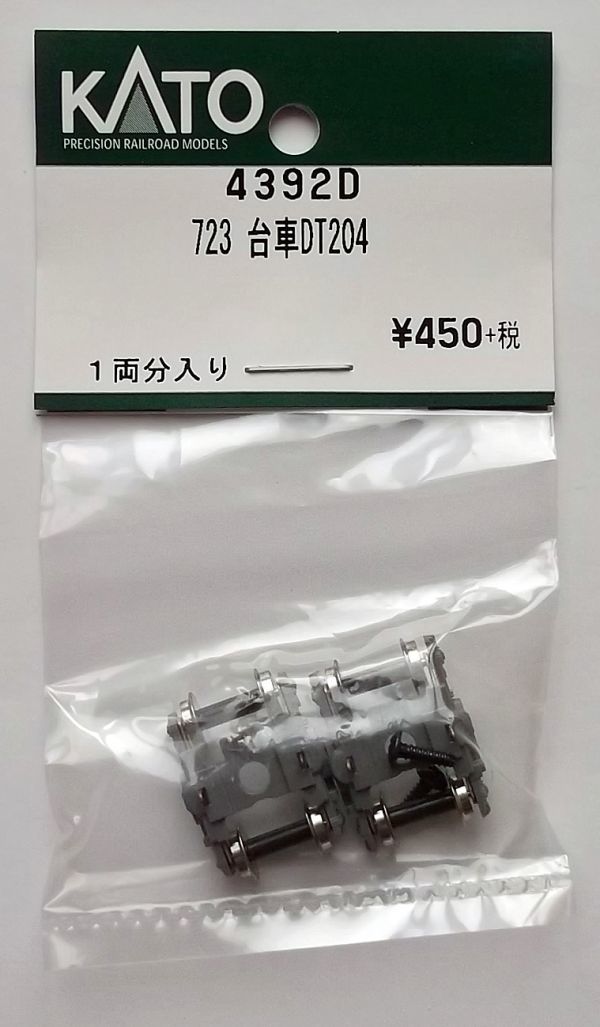 KATO
PRECISION RAILROAD MODELS
4392D
723 台車DT204
¥450+税
1両分入り